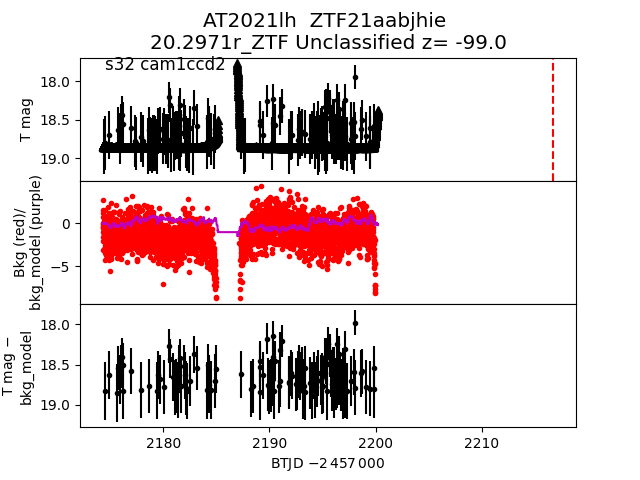 AT2021lh  ZTF21aabjhie
20.2971r_ZTF Unclassified z= -99.0
s32 cam1ccd2
T mag
18.0
18.5
19.0
Bkg (red)/
bkg_model (purple)
0
−5
T mag −
bkg_model
18.0
18.5
19.0
2180
2190
2200
2210
BTJD −2 457 000